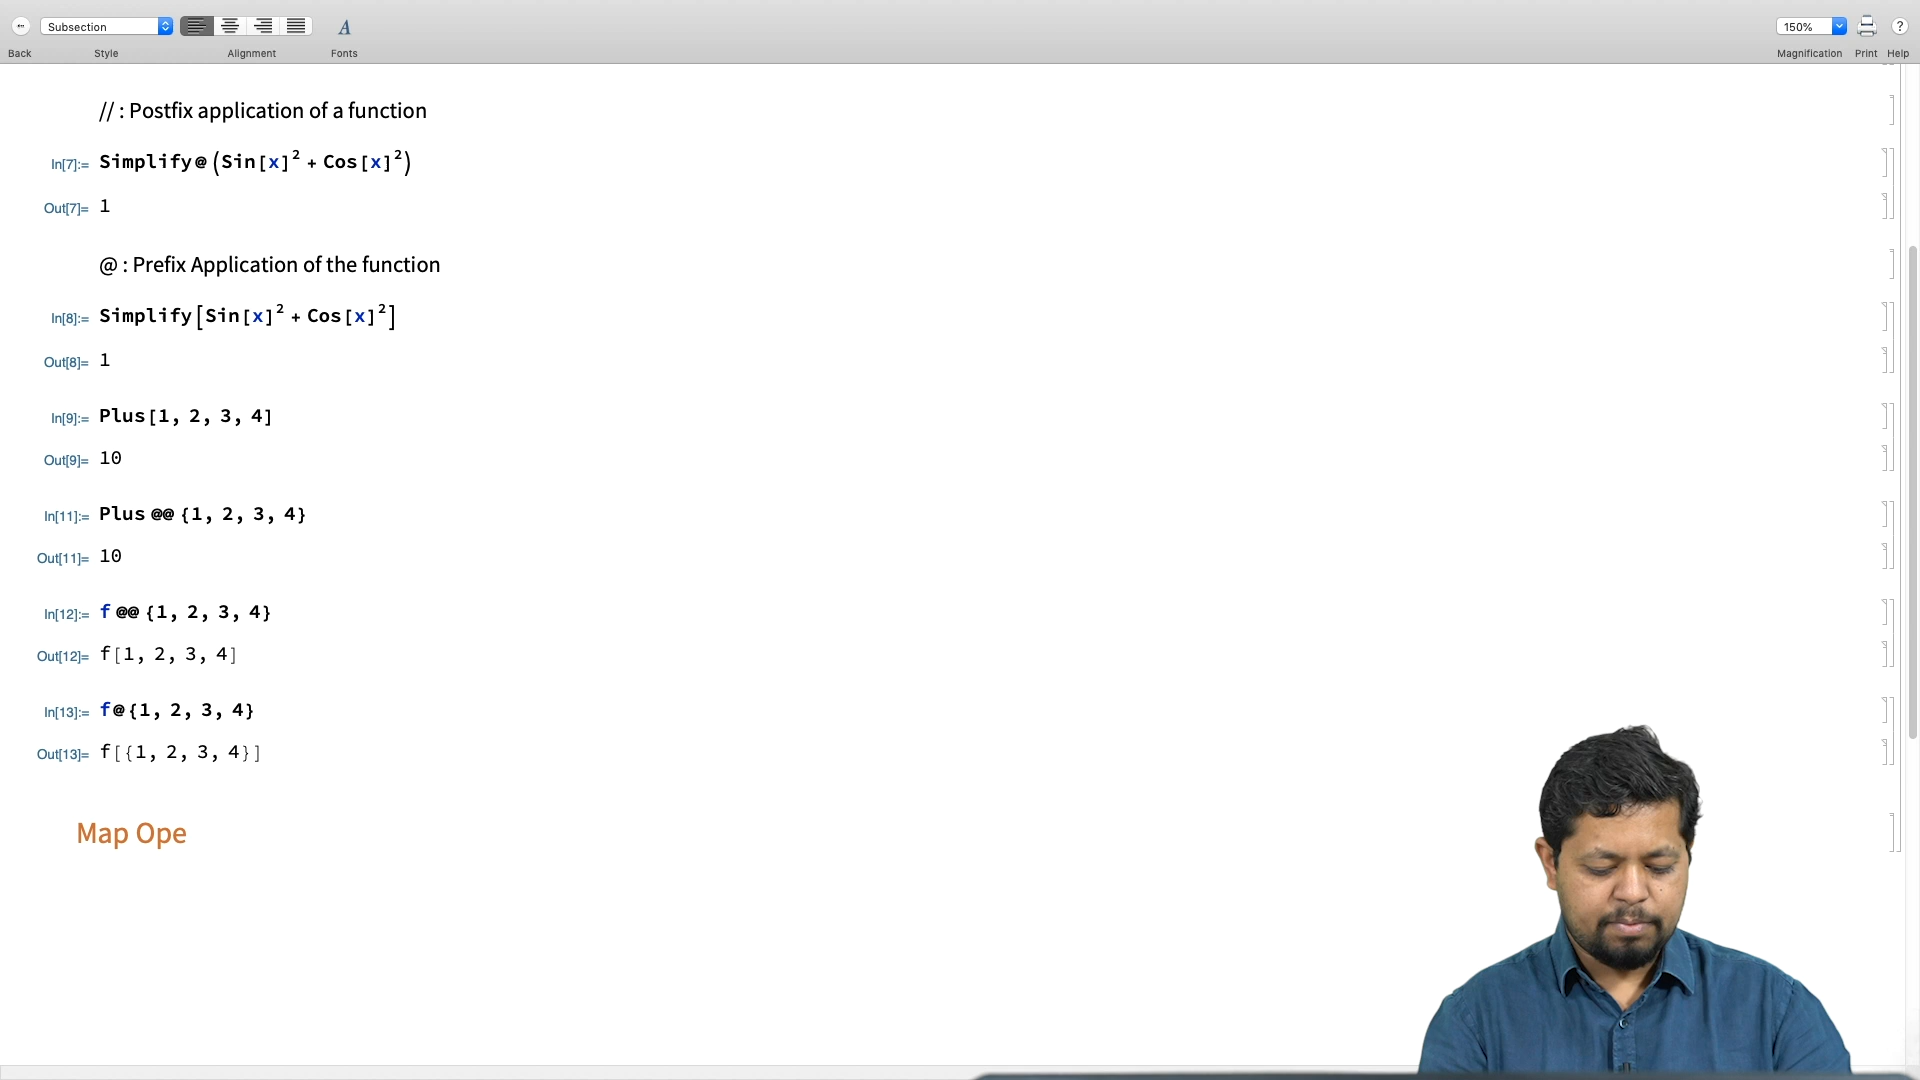 Subsection
150%
Back Style Alignment Fonts Magnification Print Help
// : Postfix application of a function
In[7]:= Simplify@(Sin[x]² + Cos[x]²)
Out[7]= 1
@ : Prefix Application of the function
In[8]:= Simplify[Sin[x]² + Cos[x]²]
Out[8]= 1
In[9]:= Plus[1, 2, 3, 4]
Out[9]= 10
In[11]:= Plus @@ {1, 2, 3, 4}
Out[11]= 10
In[12]:= f @@ {1, 2, 3, 4}
Out[12]= f[1, 2, 3, 4]
In[13]:= f@{1, 2, 3, 4}
Out[13]= f[{1, 2, 3, 4}]
Map Ope